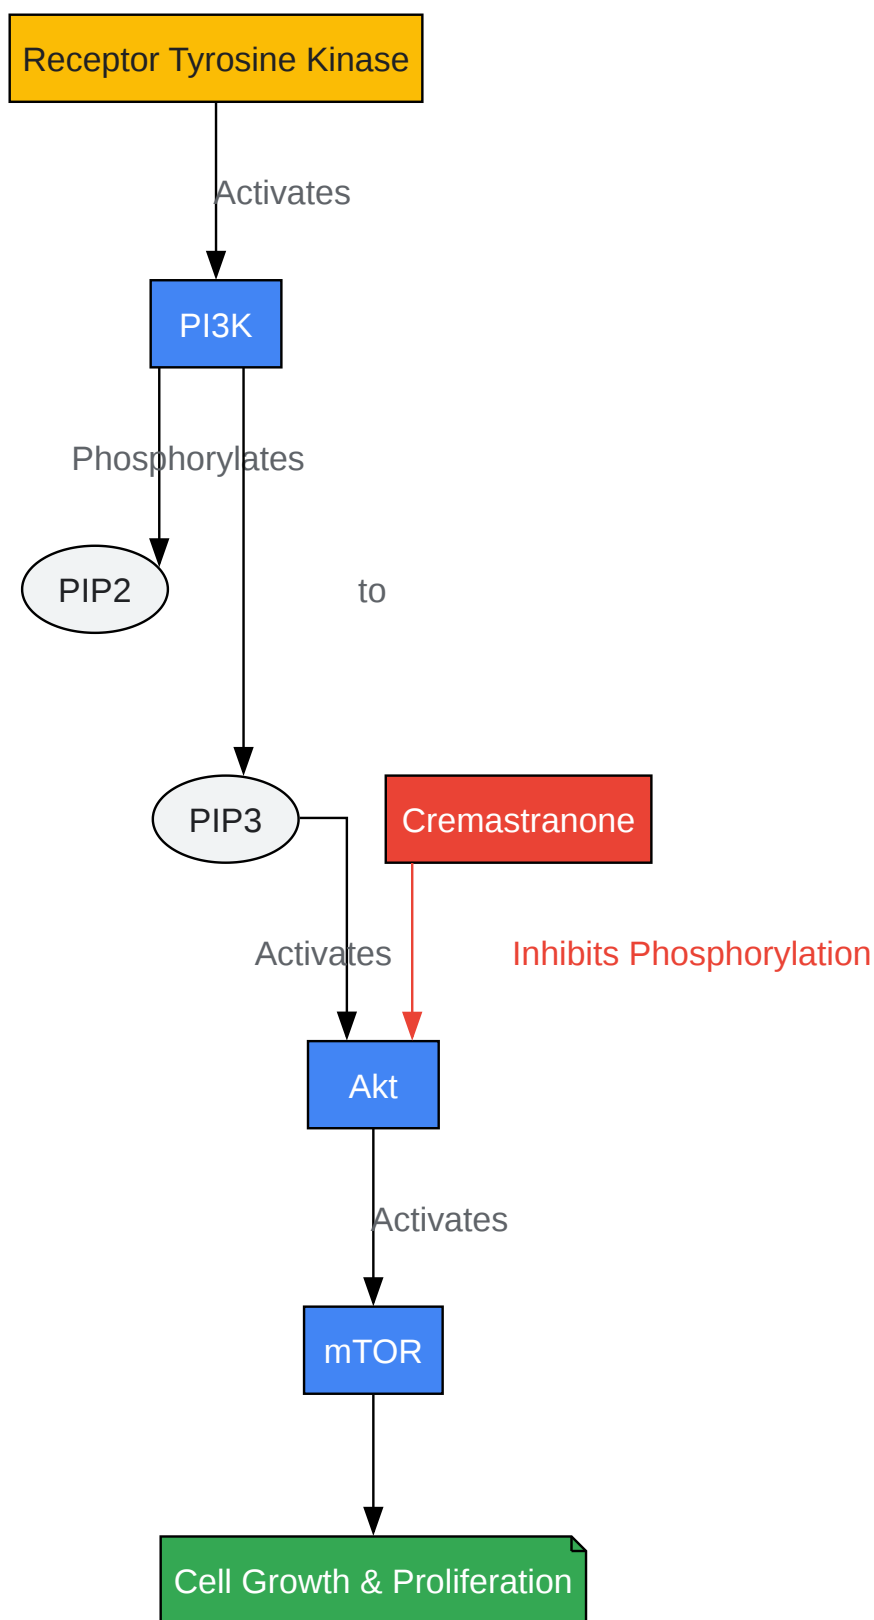 Receptor Tyrosine Kinase
Activates
PI3K
Phosphorylates
PIP2
to
PIP3
Cremastranone
Activates
Inhibits Phosphorylation
Akt
Activates
mTOR
Cell Growth & Proliferation